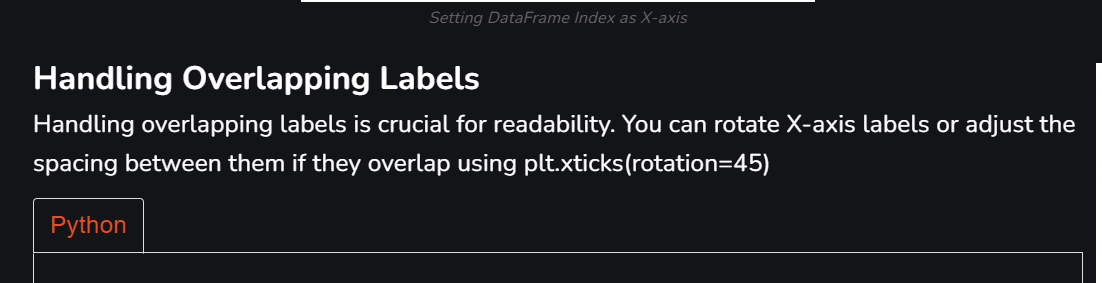 Setting DataFrame Index as X-axis
Handling Overlapping Labels
Handling overlapping labels is crucial for readability. You can rotate X-axis labels or adjust the
spacing between them if they overlap using plt.xticks(rotation=45)
Python